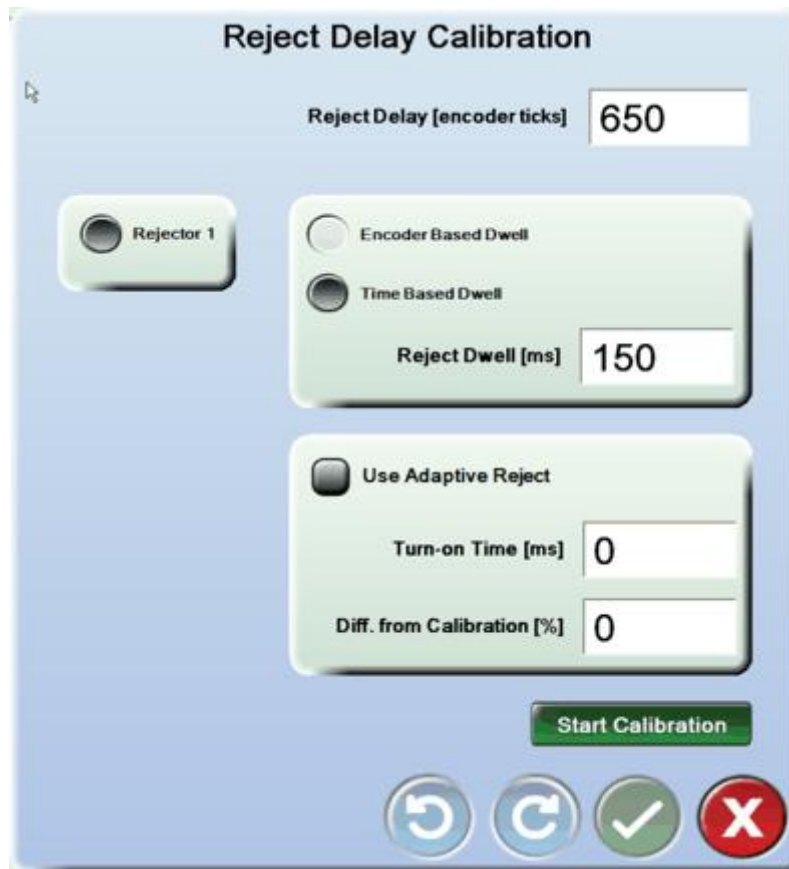 Reject Delay Calibration
Reject Delay [encoder ticks] 650
Rejector 1
Encoder Based Dwell
Time Based Dwell
Reject Dwell [ms] 150
Use Adaptive Reject
Turn-on Time [ms] 0
Diff. from Calibration [%] 0
Start Calibration